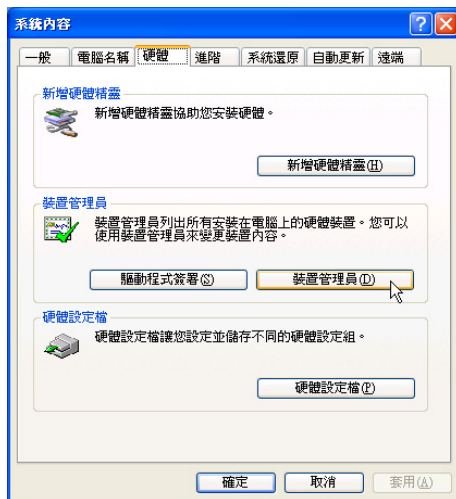 系統內容
一般 電腦名稱 硬體 進階 系統還原 自動更新 遠端
新增硬體精靈
新增硬體精靈協助您安裝硬體。
新增硬體精靈(H)
裝置管理員
裝置管理員列出所有安裝在電腦上的硬體裝置。您可以
使用裝置管理員來變更裝置內容。
驅動程式簽署(S) 裝置管理員(D)
硬體設定檔
硬體設定檔讓您設定並儲存不同的硬體設定組。
硬體設定檔(P)
確定 取消 套用(A)